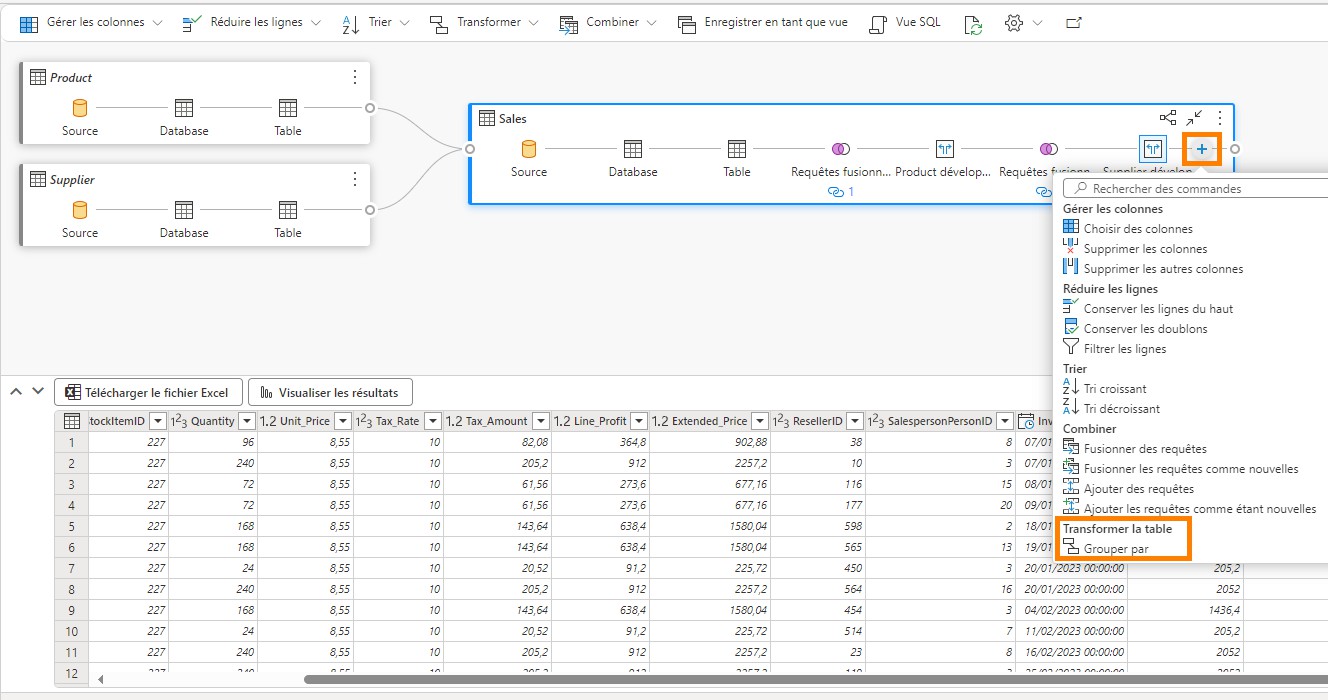 Gérer les colonnes Réduire les lignes Trier Transformer Combiner Enregistrer en tant que vue Vue SQL
Product
Source Database Table
Supplier
Source Database Table
Sales
Source Database Table Requêtes fusionn... Product dévelop... Requêtes fusionn... Supplier dévelop...
1
Rechercher des commandes
Gérer les colonnes
Choisir des colonnes
Supprimer les colonnes
Supprimer les autres colonnes
Réduire les lignes
Conserver les lignes du haut
Conserver les doublons
Filtrer les lignes
Trier
Tri croissant
Tri décroissant
Combiner
Fusionner des requêtes
Fusionner les requêtes comme nouvelles
Ajouter des requêtes
Ajouter les requêtes comme étant nouvelles
Transformer la table
Grouper par
Télécharger le fichier Excel Visualiser les résultats
tockItemID 123 Quantity 1.2 Unit_Price 123 Tax_Rate 1.2 Tax_Amount 1.2 Line_Profit 1.2 Extended_Price 123 ResellerID 123 SalespersonPersonID Inv
1 227 96 8,55 10 82,08 364,8 902,88 38 8 07/01
2 227 240 8,55 10 205,2 912 2257,2 10 3 07/01
3 227 72 8,55 10 61,56 273,6 677,16 116 15 08/01
4 227 72 8,55 10 61,56 273,6 677,16 177 20 09/01
5 227 168 8,55 10 143,64 638,4 1580,04 598 2 18/01
6 227 168 8,55 10 143,64 638,4 1580,04 565 13 19/01
7 227 24 8,55 10 20,52 91,2 225,72 450 3 20/01/2023 00:00:00 205,2
8 227 240 8,55 10 205,2 912 2257,2 564 16 20/01/2023 00:00:00 2052
9 227 168 8,55 10 143,64 638,4 1580,04 454 3 04/02/2023 00:00:00 1436,4
10 227 24 8,55 10 20,52 91,2 225,72 514 7 11/02/2023 00:00:00 205,2
11 227 240 8,55 10 205,2 912 2257,2 23 8 16/02/2023 00:00:00 2052
12